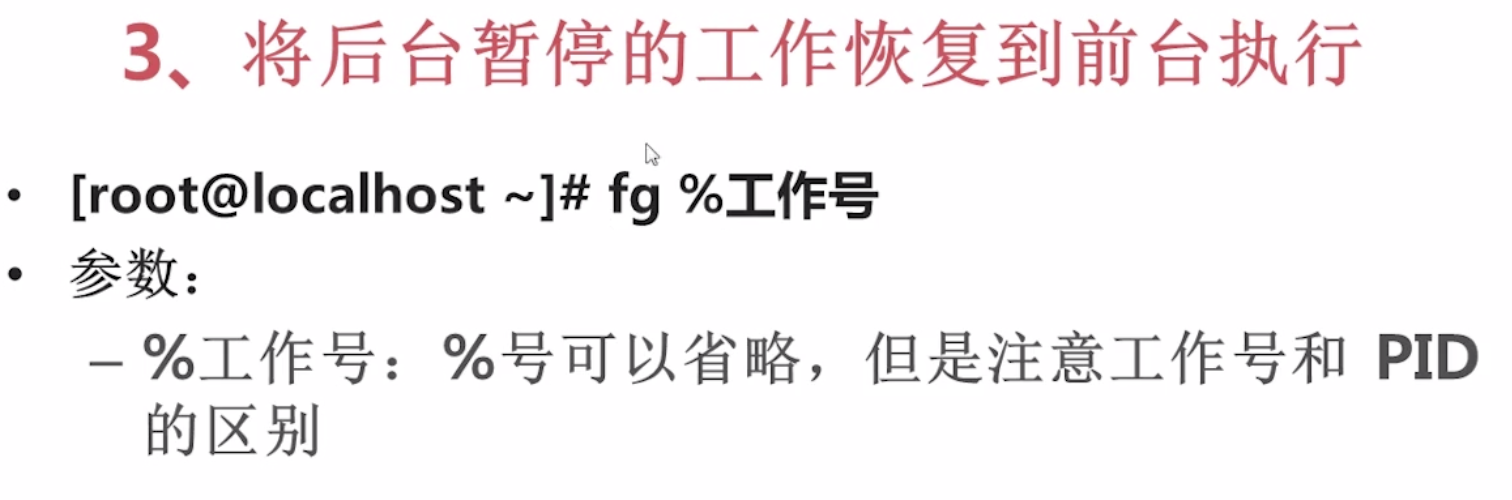 3、将后台暂停的工作恢复到前台执行
• [root@localhost ~]# fg %工作号
• 参数：
– %工作号：%号可以省略，但是注意工作号和 PID
的区别